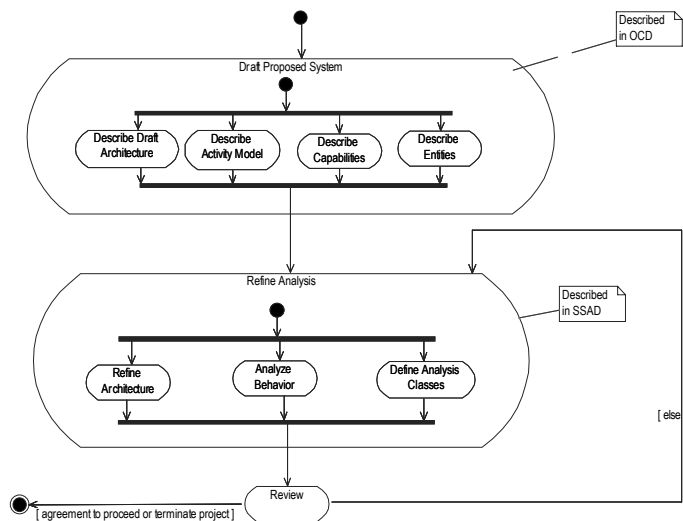 Described
in OCD
Draft Proposed System
Describe Draft
Architecture
Describe
Activity Model
Describe
Capabilities
Describe
Entities
Refine Analysis
Described
in SSAD
Refine
Architecture
Analyze
Behavior
Define Analysis
Classes
[ else
Review
[ agreement to proceed or terminate project ]